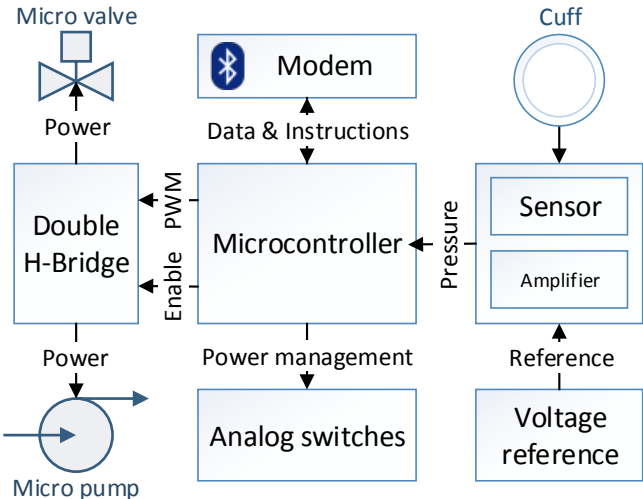 Micro valve
Cuff
Modem
Power
Data & Instructions
Double
H-Bridge
PWM
Enable
Microcontroller
Pressure
Sensor
Amplifier
Power
Power management
Reference
Analog switches
Voltage
reference
Micro pump